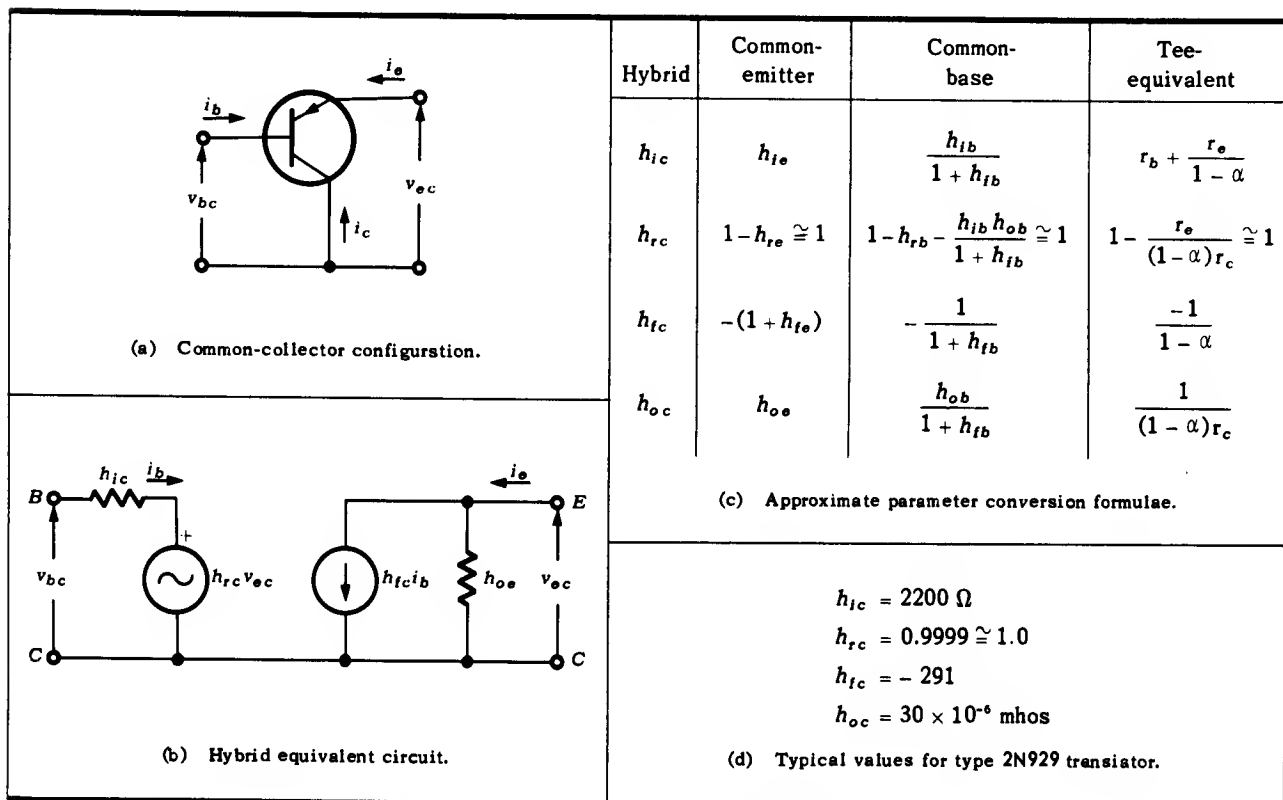 i_e
i_b
v_bc
v_ec
i_c
(a) Common-collector configurstion.
h_ic
i_b
i_e
B
E
+
v_bc
h_rc v_ec
h_fc i_b
h_oe
v_ec
C
C
(b) Hybrid equivalent circuit.
Hybrid Common-emitter Common-base Tee-equivalent
h_ic h_ie h_ib / (1 + h_fb) r_b + r_e / (1 - α)
h_rc 1 - h_re ≅ 1 1 - h_rb - h_ib h_ob / (1 + h_fb) ≅ 1 1 - r_e / ((1 - α)r_c) ≅ 1
h_fc -(1 + h_fe) - 1 / (1 + h_fb) -1 / (1 - α)
h_oc h_oe h_ob / (1 + h_fb) 1 / ((1 - α)r_c)
(c) Approximate parameter conversion formulae.
h_ic = 2200 Ω
h_rc = 0.9999 ≅ 1.0
h_fc = - 291
h_oc = 30 × 10⁻⁶ mhos
(d) Typical values for type 2N929 transiator.